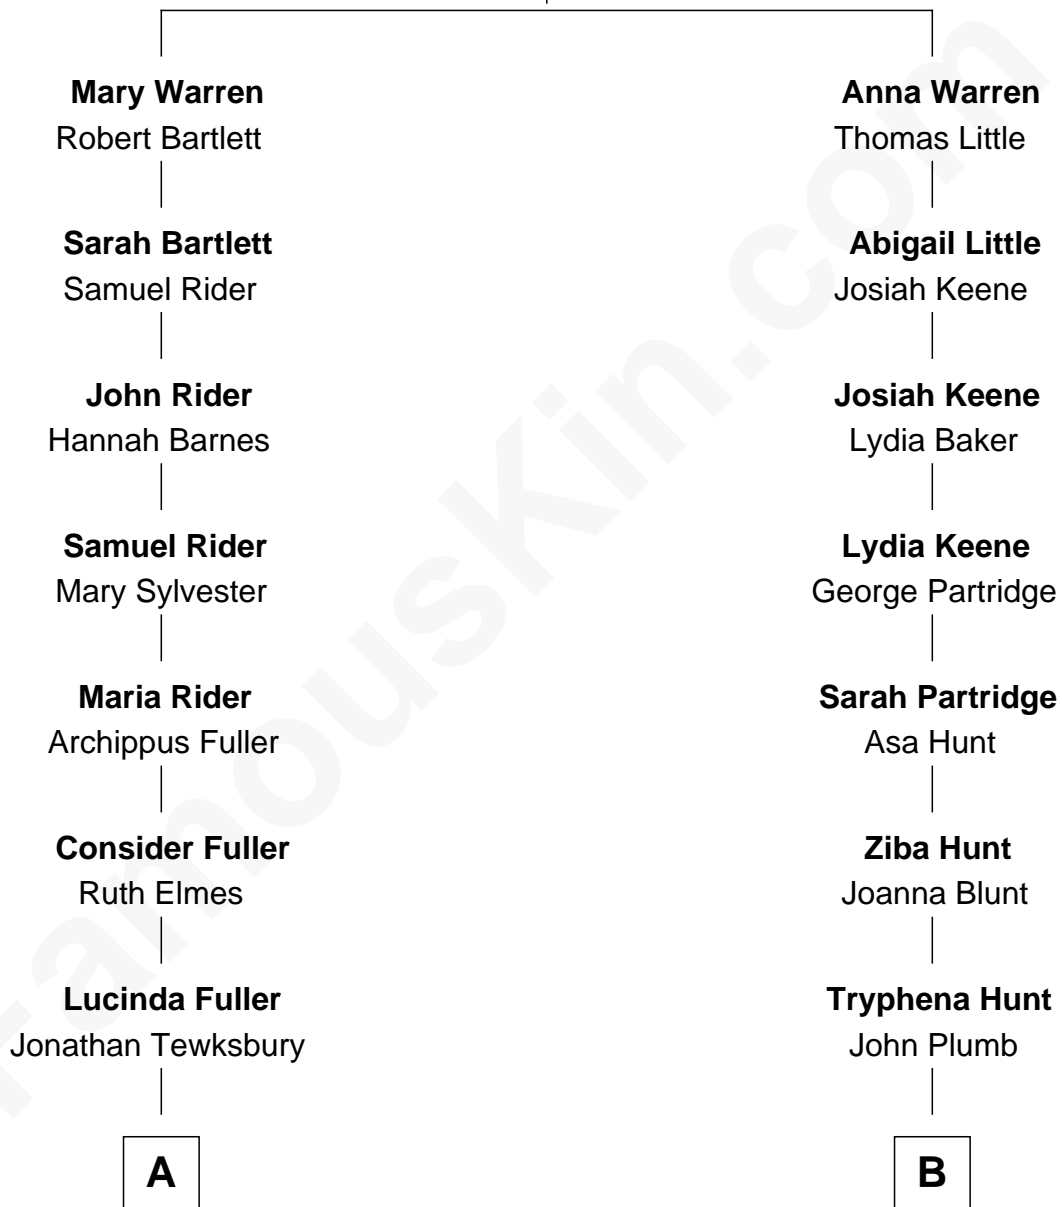 Mary Warren
Robert Bartlett
Sarah Bartlett
Samuel Rider
John Rider
Hannah Barnes
Samuel Rider
Mary Sylvester
Maria Rider
Archippus Fuller
Consider Fuller
Ruth Elmes
Lucinda Fuller
Jonathan Tewksbury
A
Anna Warren
Thomas Little
Abigail Little
Josiah Keene
Josiah Keene
Lydia Baker
Lydia Keene
George Partridge
Sarah Partridge
Asa Hunt
Ziba Hunt
Joanna Blunt
Tryphena Hunt
John Plumb
B
FamousKin.com